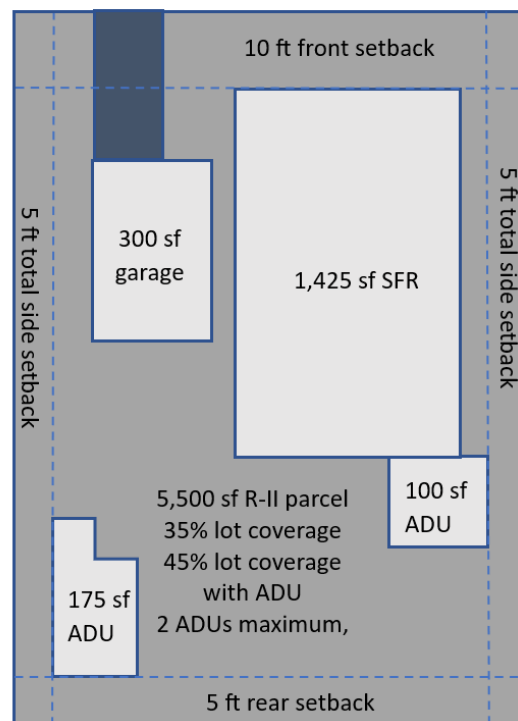 10 ft front setback
5 ft total side setback
5 ft total side setback
300 sf
garage
1,425 sf SFR
5,500 sf R-II parcel
35% lot coverage
45% lot coverage
with ADU
2 ADUs maximum,
100 sf
ADU
175 sf
ADU
5 ft rear setback